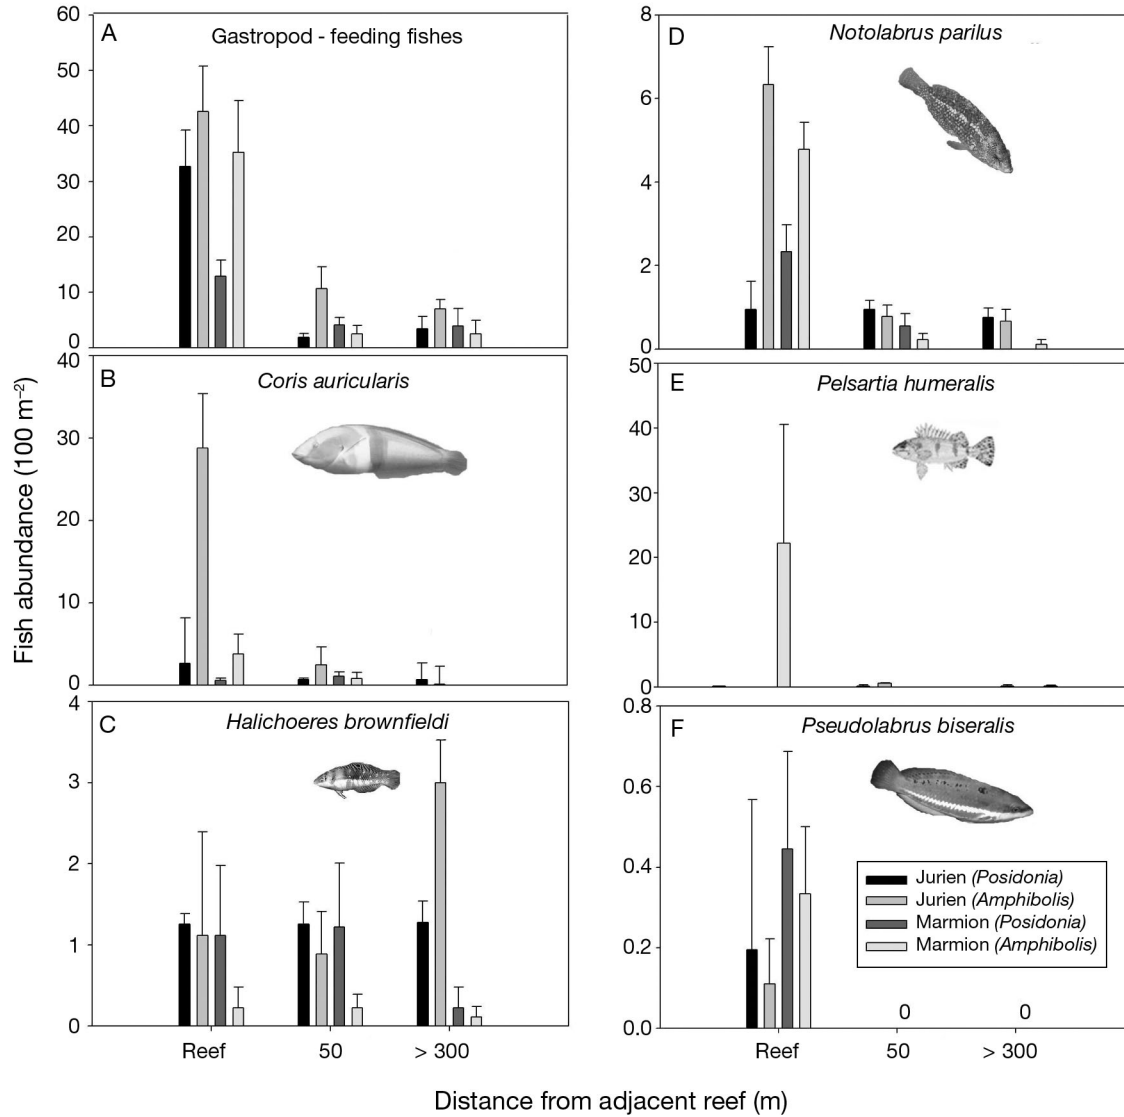 A
Gastropod - feeding fishes
60
50
40
30
20
10
0
B
Coris auricularis
40
30
20
10
0
C
Halichoeres brownfieldi
4
3
2
1
0
Reef
50
> 300
D
Notolabrus parilus
8
6
4
2
0
E
Pelsartia humeralis
50
40
30
20
10
0
F
Pseudolabrus biseralis
0.8
0.6
0.4
0.2
0.0
Jurien (Posidonia)
Jurien (Amphibolis)
Marmion (Posidonia)
Marmion (Amphibolis)
0
0
Reef
50
> 300
Fish abundance (100 m⁻²)
Distance from adjacent reef (m)